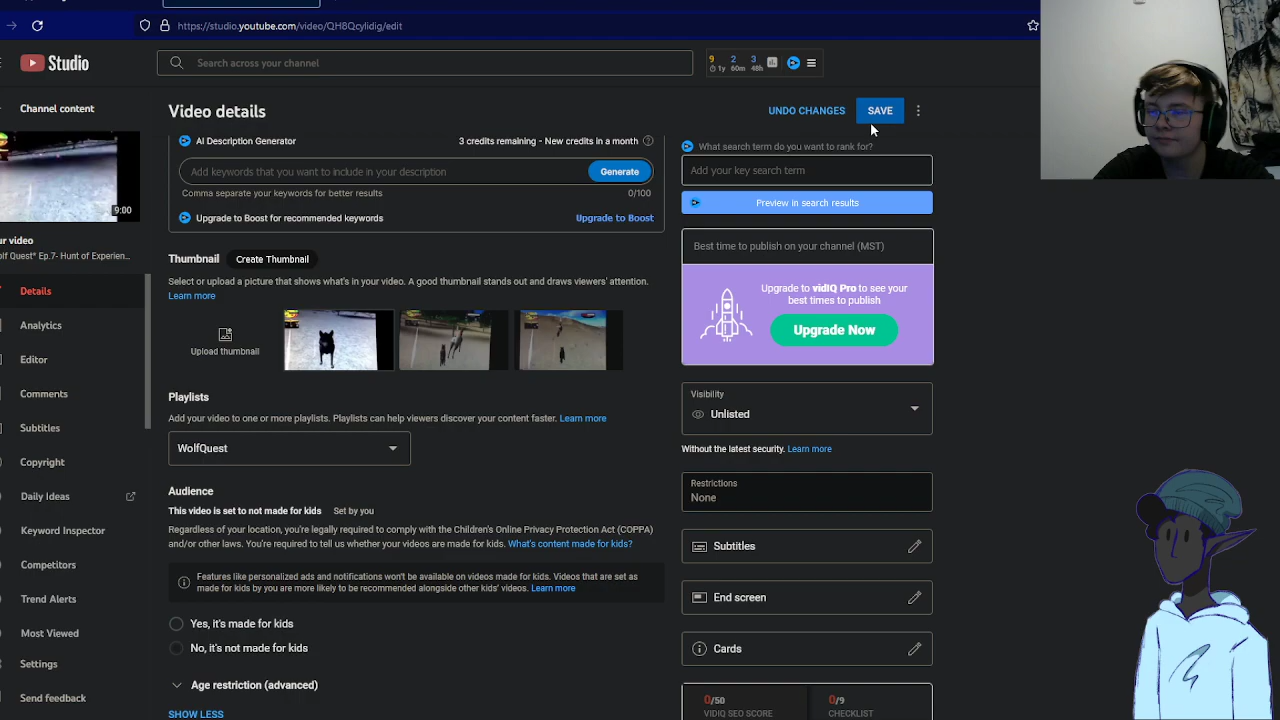 https://studio.youtube.com/video/QH8Qcylidig/edit
Studio
Search across your channel
9 2 3
1y 60m 48h
Channel content
Video details
UNDO CHANGES
SAVE
9:00
AI Description Generator
3 credits remaining - New credits in a month
Add keywords that you want to include in your description
Generate
Comma separate your keywords for better results
0/100
Upgrade to Boost for recommended keywords
Upgrade to Boost
What search term do you want to rank for?
Add your key search term
Preview in search results
ur video
olf Quest* Ep.7- Hunt of Experien...
Details
Analytics
Editor
Comments
Subtitles
Copyright
Daily Ideas
Keyword Inspector
Competitors
Trend Alerts
Most Viewed
Settings
Send feedback
Thumbnail
Create Thumbnail
Select or upload a picture that shows what's in your video. A good thumbnail stands out and draws viewers' attention.
Learn more
Upload thumbnail
Playlists
Add your video to one or more playlists. Playlists can help viewers discover your content faster. Learn more
WolfQuest
Audience
This video is set to not made for kids Set by you
Regardless of your location, you're legally required to comply with the Children's Online Privacy Protection Act (COPPA)
and/or other laws. You're required to tell us whether your videos are made for kids. What's content made for kids?
Features like personalized ads and notifications won't be available on videos made for kids. Videos that are set as
made for kids by you are more likely to be recommended alongside other kids' videos. Learn more
Yes, it's made for kids
No, it's not made for kids
Age restriction (advanced)
SHOW LESS
Best time to publish on your channel (MST)
Upgrade to vidIQ Pro to see your
best times to publish
Upgrade Now
Visibility
Unlisted
Without the latest security. Learn more
Restrictions
None
Subtitles
End screen
Cards
0/50
VIDIQ SEO SCORE
0/9
CHECKLIST